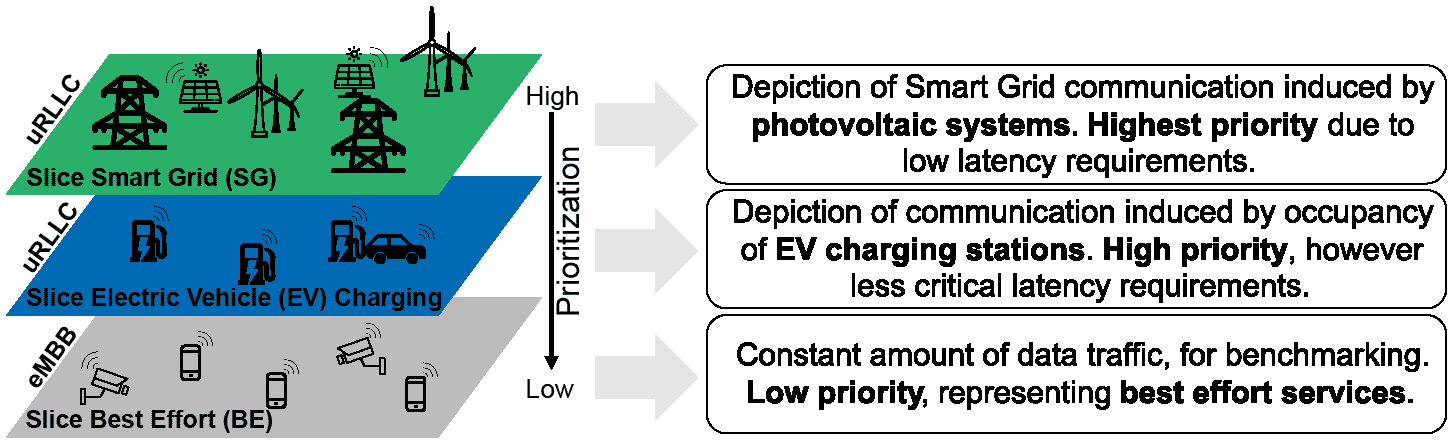 uRLLC
Slice Smart Grid (SG)
uRLLC
Slice Electric Vehicle (EV) Charging
eMBB
Slice Best Effort (BE)
High
Prioritization
Low
Depiction of Smart Grid communication induced by
photovoltaic systems. Highest priority due to
low latency requirements.
Depiction of communication induced by occupancy
of EV charging stations. High priority, however
less critical latency requirements.
Constant amount of data traffic, for benchmarking.
Low priority, representing best effort services.